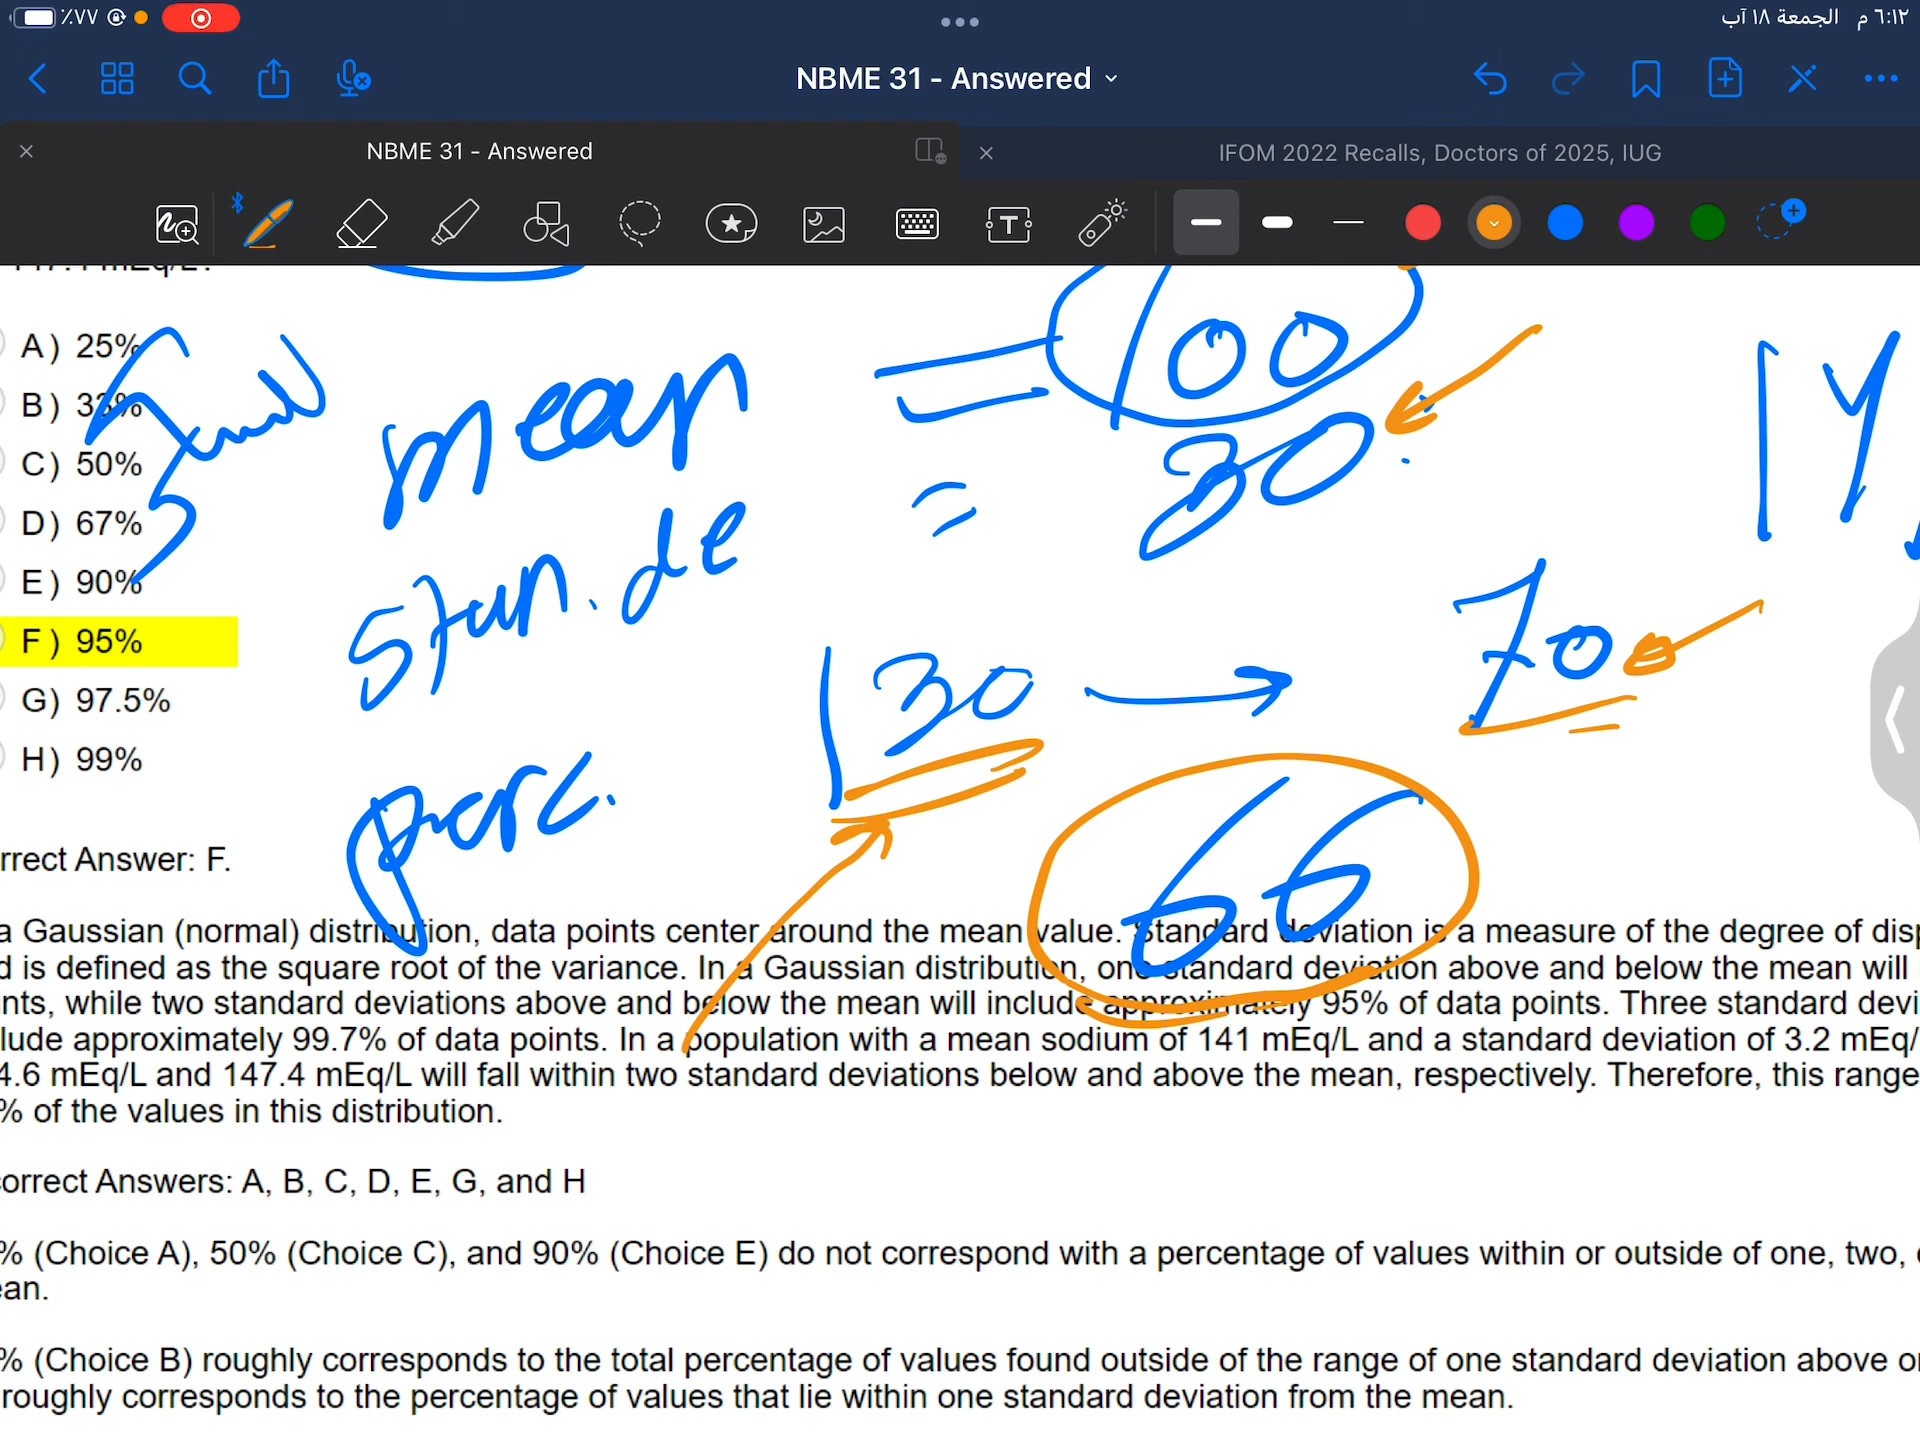 ٪٧٧
٦:١٢ م الجمعة ١٨ آب
NBME 31 - Answered
NBME 31 - Answered
IFOM 2022 Recalls, Doctors of 2025, IUG
A) 25%
B) 33%
C) 50%
D) 67%
E) 90%
F) 95%
G) 97.5%
H) 99%
mean = 100
stan. de = 30
130 → 70
perc. 66
rrect Answer: F.
a Gaussian (normal) distribution, data points center around the mean value. Standard deviation is a measure of the degree of disp
d is defined as the square root of the variance. In a Gaussian distribution, one standard deviation above and below the mean will
nts, while two standard deviations above and below the mean will include approximately 95% of data points. Three standard devi
lude approximately 99.7% of data points. In a population with a mean sodium of 141 mEq/L and a standard deviation of 3.2 mEq/
4.6 mEq/L and 147.4 mEq/L will fall within two standard deviations below and above the mean, respectively. Therefore, this range
% of the values in this distribution.
correct Answers: A, B, C, D, E, G, and H
% (Choice A), 50% (Choice C), and 90% (Choice E) do not correspond with a percentage of values within or outside of one, two,
ean.
% (Choice B) roughly corresponds to the total percentage of values found outside of the range of one standard deviation above o
roughly corresponds to the percentage of values that lie within one standard deviation from the mean.